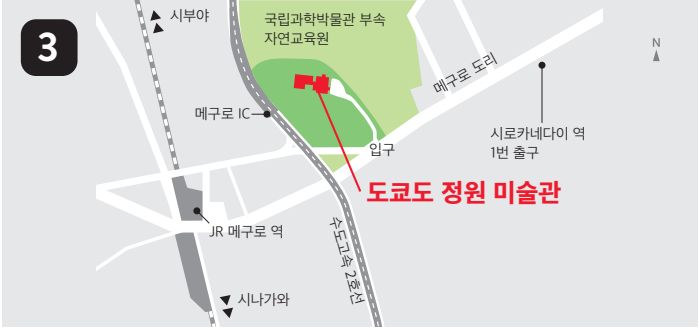 3
시부야
국립과학박물관 부속
자연교육원
N
메구로 도리
메구로 IC
시로카네다이 역
1번 출구
입구
도쿄도 정원 미술관
JR 메구로 역
수도고속 2호선
시나가와